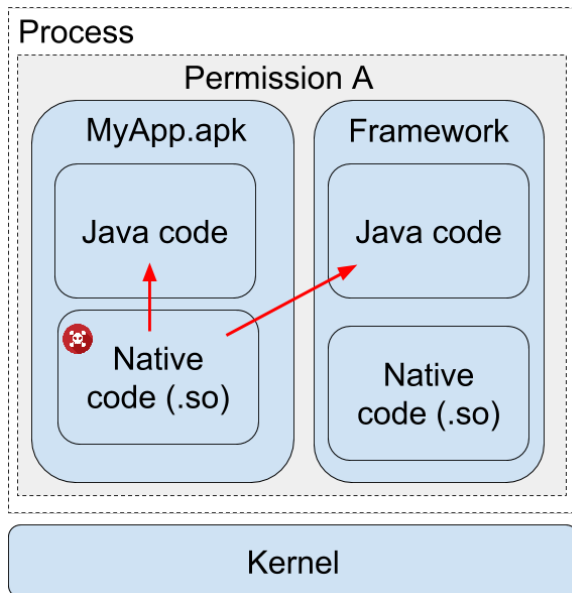 Process
Permission A
MyApp.apk
Framework
Java code
Java code
Native
code (.so)
Native
code (.so)
Kernel